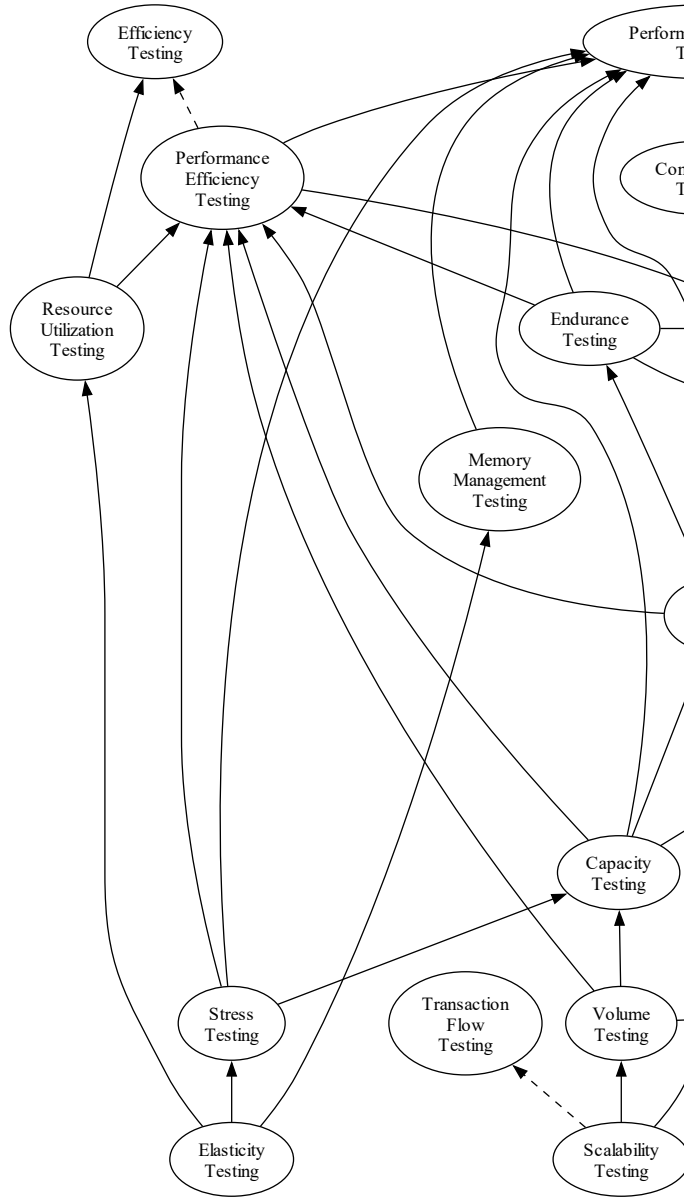 Efficiency
Testing
Performance
Efficiency
Testing
Resource
Utilization
Testing
Endurance
Testing
Memory
Management
Testing
Capacity
Testing
Stress
Testing
Transaction
Flow
Testing
Volume
Testing
Elasticity
Testing
Scalability
Testing